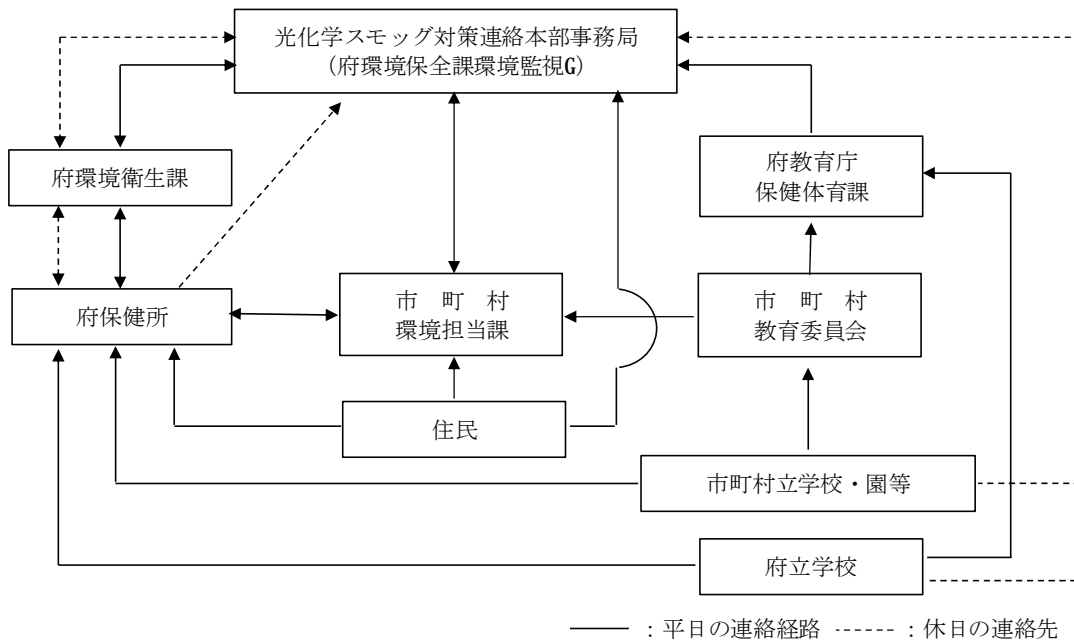 光化学スモッグ対策連絡本部事務局
（府環境保全課環境監視G）
府環境衛生課
府教育庁
保健体育課
府保健所
市　町　村
環境担当課
市　町　村
教育委員会
住民
市町村立学校・園等
府立学校
：平日の連絡経路 ：休日の連絡先